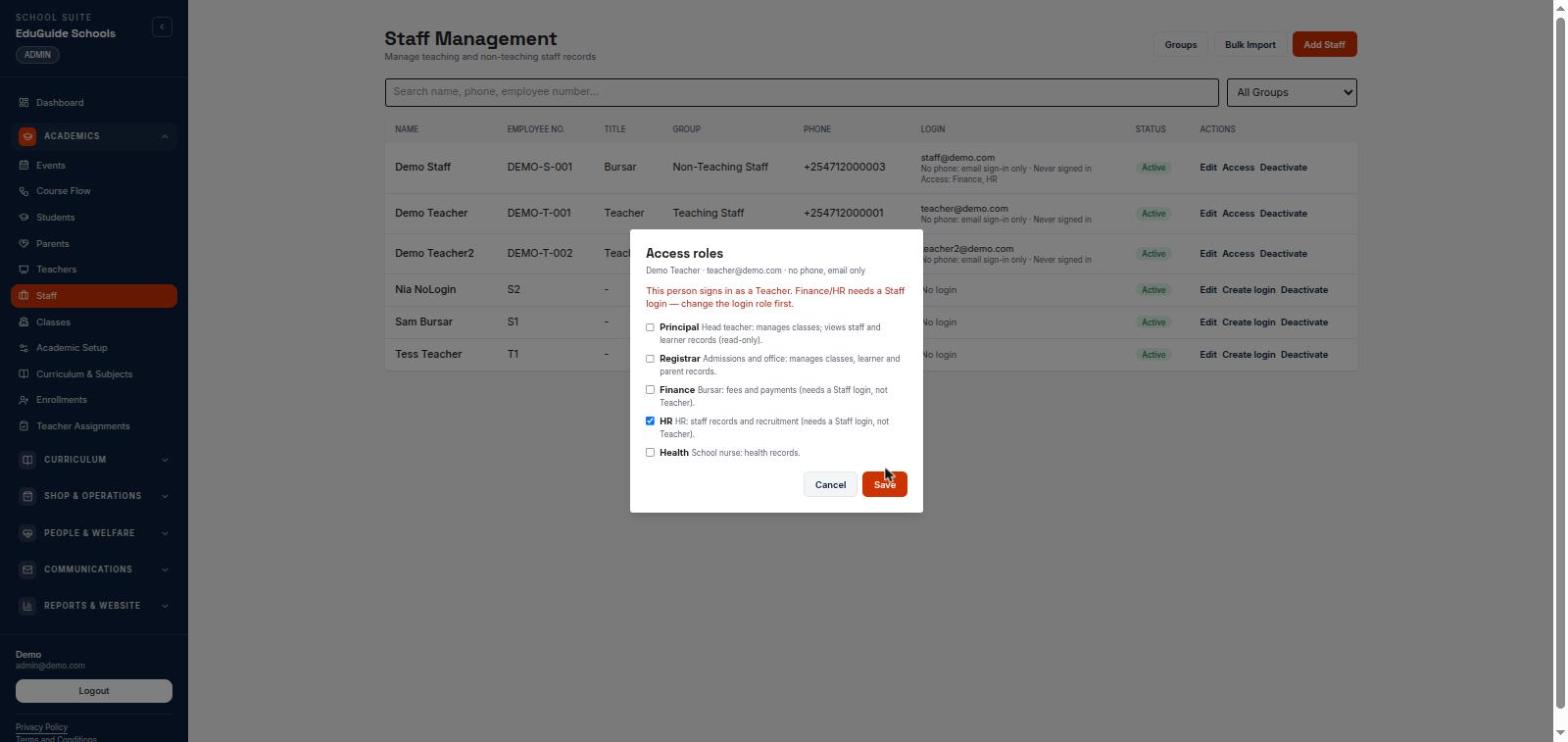 SCHOOL SUITE
EduGuide Schools
ADMIN
Dashboard
ACADEMICS
Events
Course Flow
Students
Parents
Teachers
Staff
Classes
Academic Setup
Curriculum & Subjects
Enrollments
Teacher Assignments
CURRICULUM
SHOP & OPERATIONS
PEOPLE & WELFARE
COMMUNICATIONS
REPORTS & WEBSITE
Demo
admin@demo.com
Logout
Privacy Policy
Terms and Conditions
Staff Management
Manage teaching and non-teaching staff records
Groups Bulk Import Add Staff
Search name, phone, employee number... All Groups
NAME EMPLOYEE NO. TITLE GROUP PHONE LOGIN STATUS ACTIONS
staff@demo.com
Demo Staff DEMO-S-001 Bursar Non-Teaching Staff +254712000003 No phone: email sign-in only · Never signed in Active Edit Access Deactivate
Access: Finance, HR
teacher@demo.com
Demo Teacher DEMO-T-001 Teacher Teaching Staff +254712000001 No phone: email sign-in only · Never signed in Active Edit Access Deactivate
teacher2@demo.com
Demo Teacher2 DEMO-T-002 No phone: email sign-in only · Never signed in Active Edit Access Deactivate
Nia NoLogin S2 - No login Active Edit Create login Deactivate
Sam Bursar S1 - No login Active Edit Create login Deactivate
Tess Teacher T1 - No login Active Edit Create login Deactivate
Access roles
Demo Teacher · teacher@demo.com · no phone, email only
This person signs in as a Teacher. Finance/HR needs a Staff
login — change the login role first.
Principal Head teacher: manages classes; views staff and
learner records (read-only).
Registrar Admissions and office: manages classes, learner and
parent records.
Finance Bursar: fees and payments (needs a Staff login, not
Teacher).
HR HR: staff records and recruitment (needs a Staff login, not
Teacher).
Health School nurse: health records.
Cancel Save